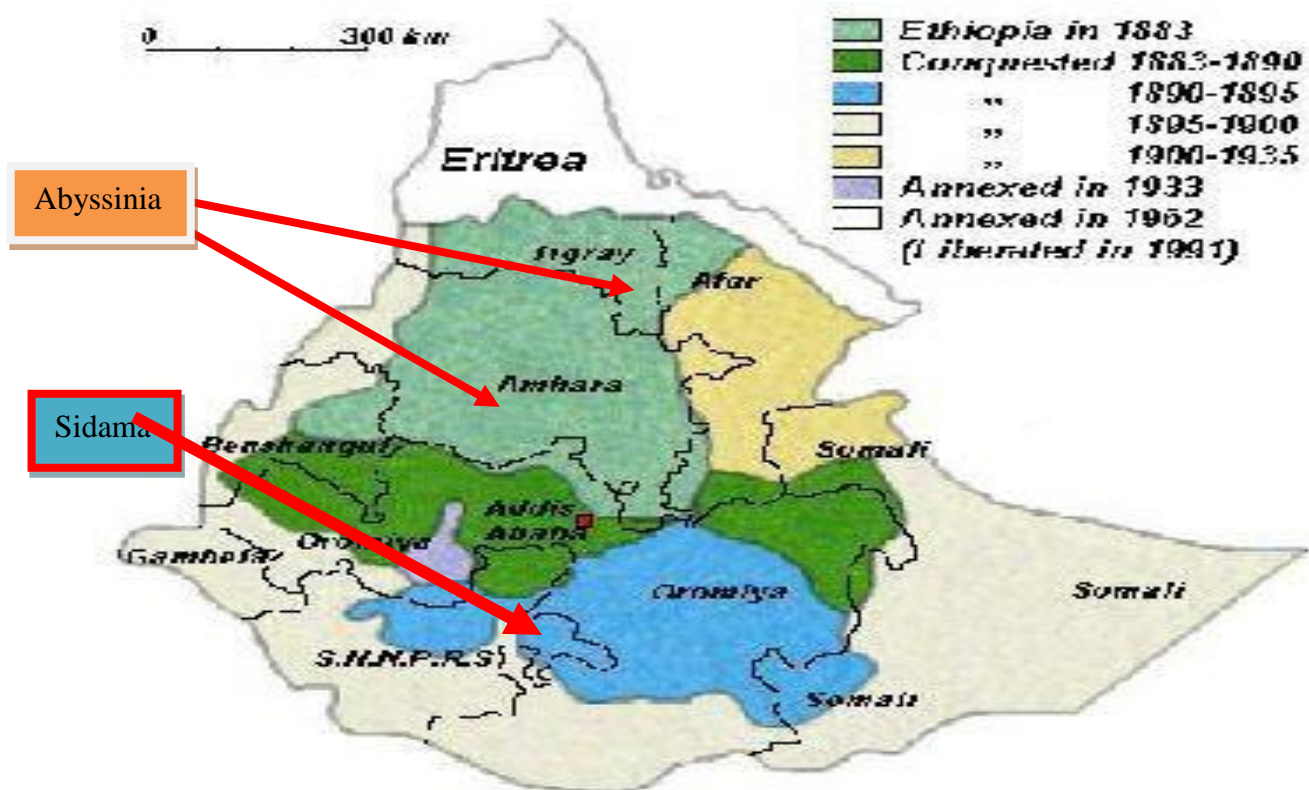 0 300 km
Ethiopia in 1883
Conquested 1883-1890
„ 1890-1895
„ 1895-1900
„ 1900-1935
Annexed in 1933
Annexed in 1962
(Liberated in 1991)
Eritrea
Abyssinia
Tigray
Afar
Amhara
Sidama
Benshangul
Somali
Addis
Ababa
Oromiya
Gambela
Oromiya
Somali
S.N.N.P.R.S
Somali